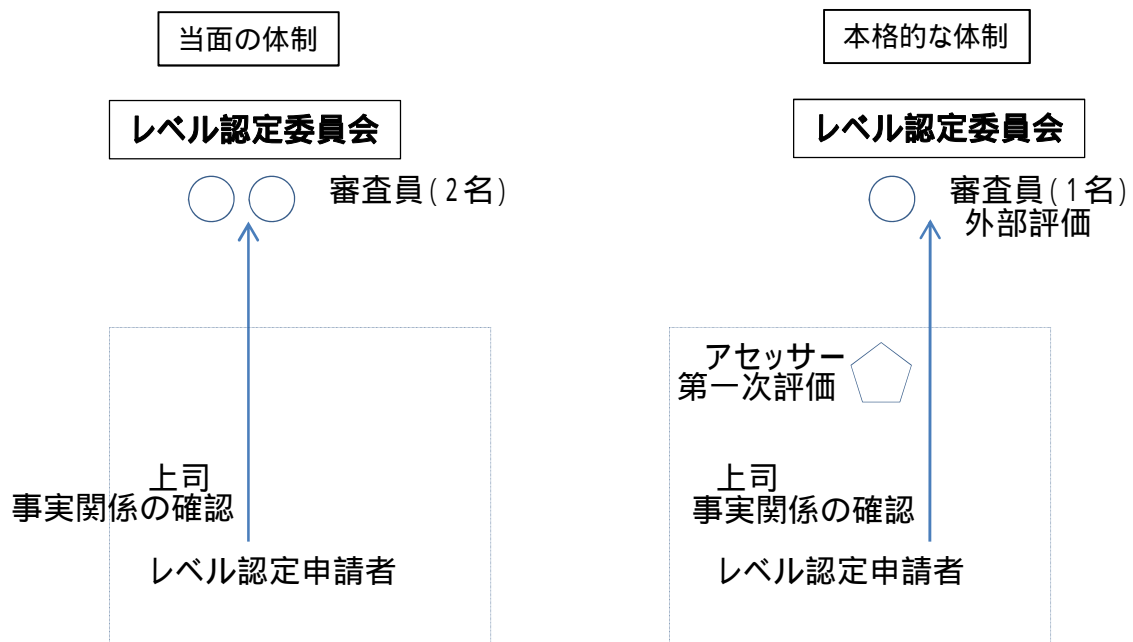 当面の体制
レベル認定委員会
審査員(2名)
上司
事実関係の確認
レベル認定申請者
本格的な体制
レベル認定委員会
審査員(1名)
外部評価
アセッサー
第一次評価
上司
事実関係の確認
レベル認定申請者